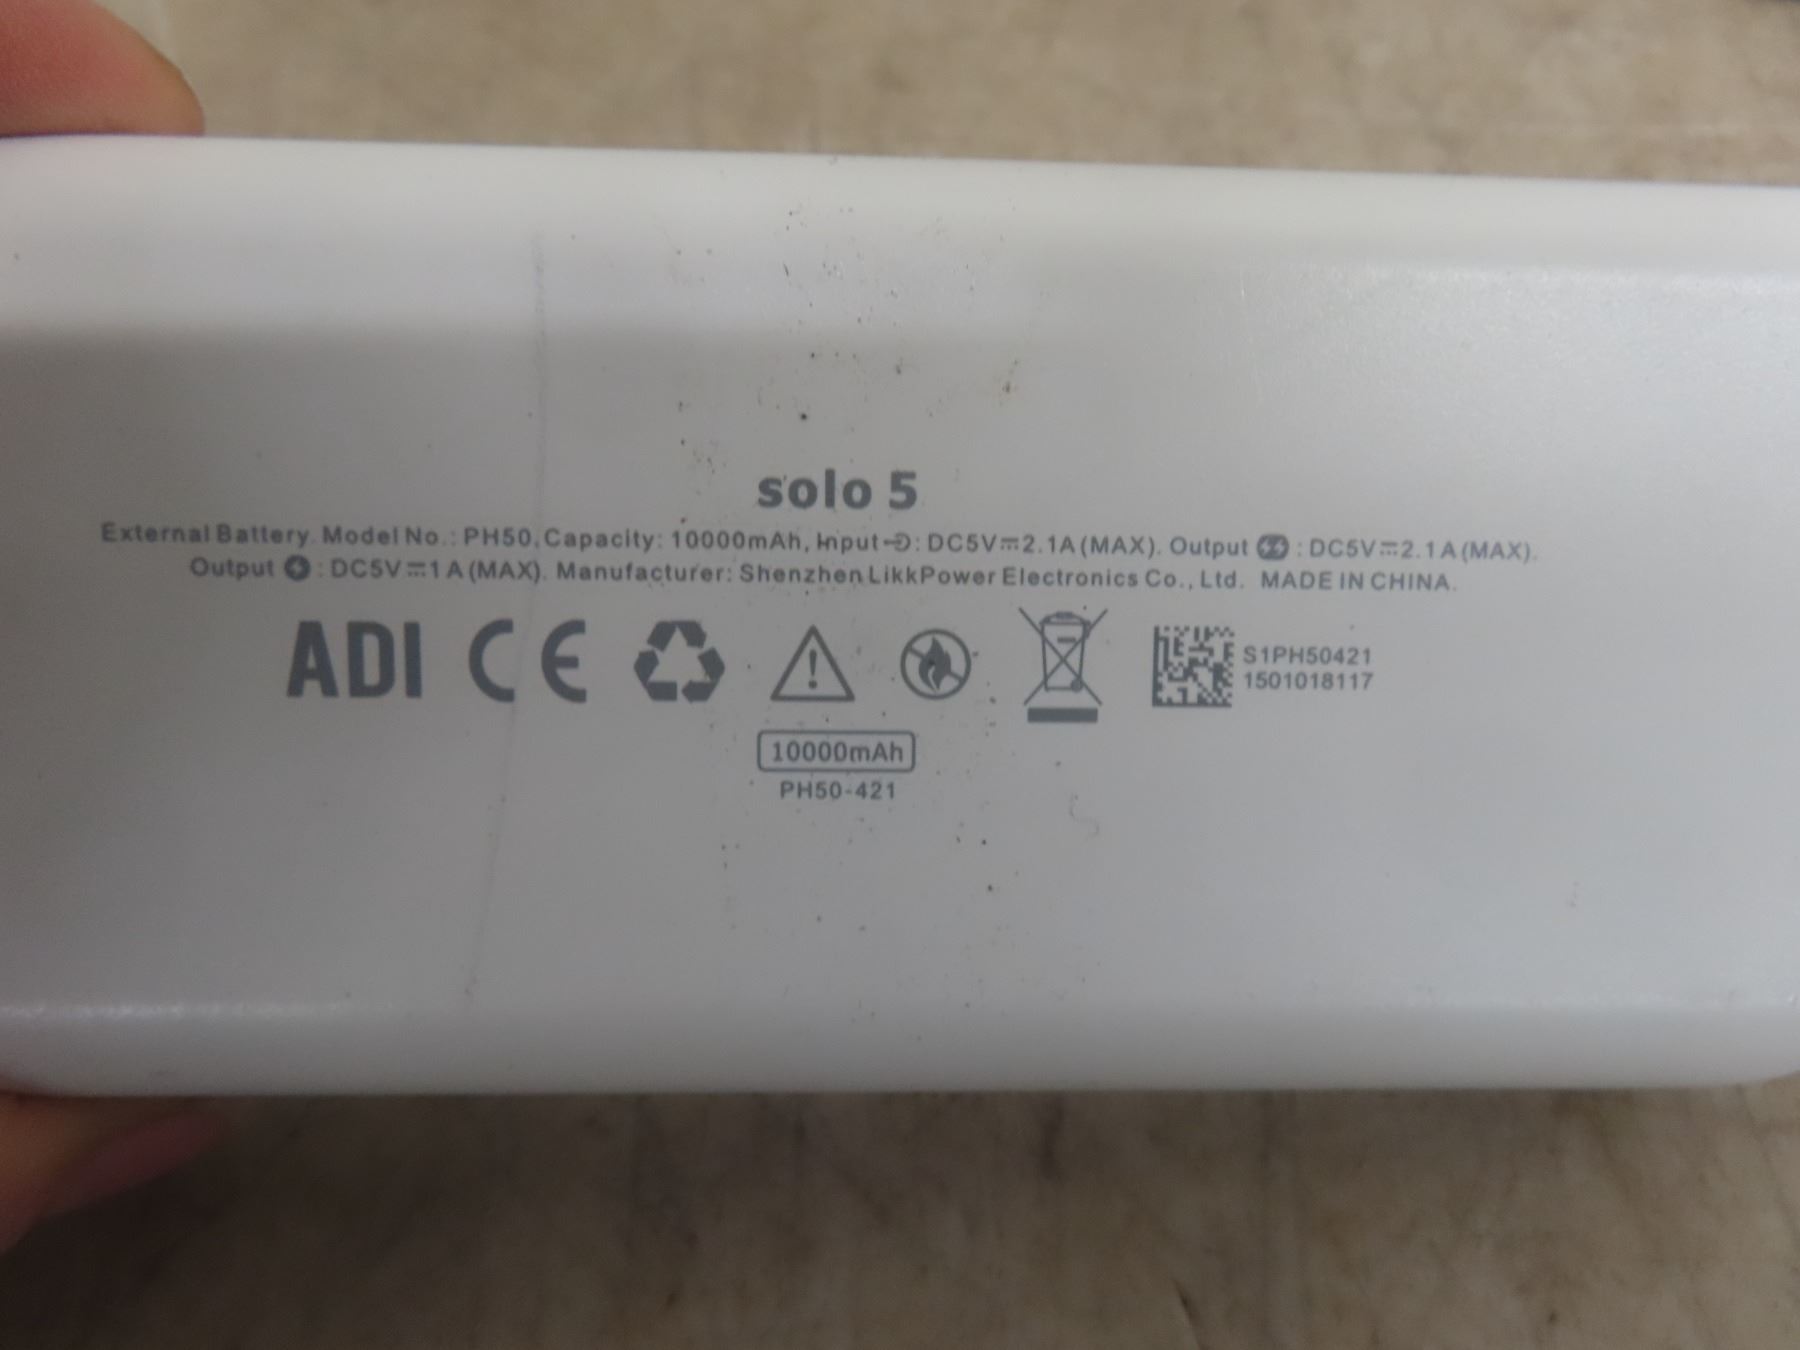 solo 5
External Battery. Model No.: PH50, Capacity: 10000mAh, Input: DC5V⎓2.1A(MAX). Output: DC5V⎓2.1A(MAX).
Output: DC5V⎓1A(MAX). Manufacturer: Shenzhen LikkPower Electronics Co., Ltd. MADE IN CHINA.
ADI CE
S1PH50421
1501018117
10000mAh
PH50-421